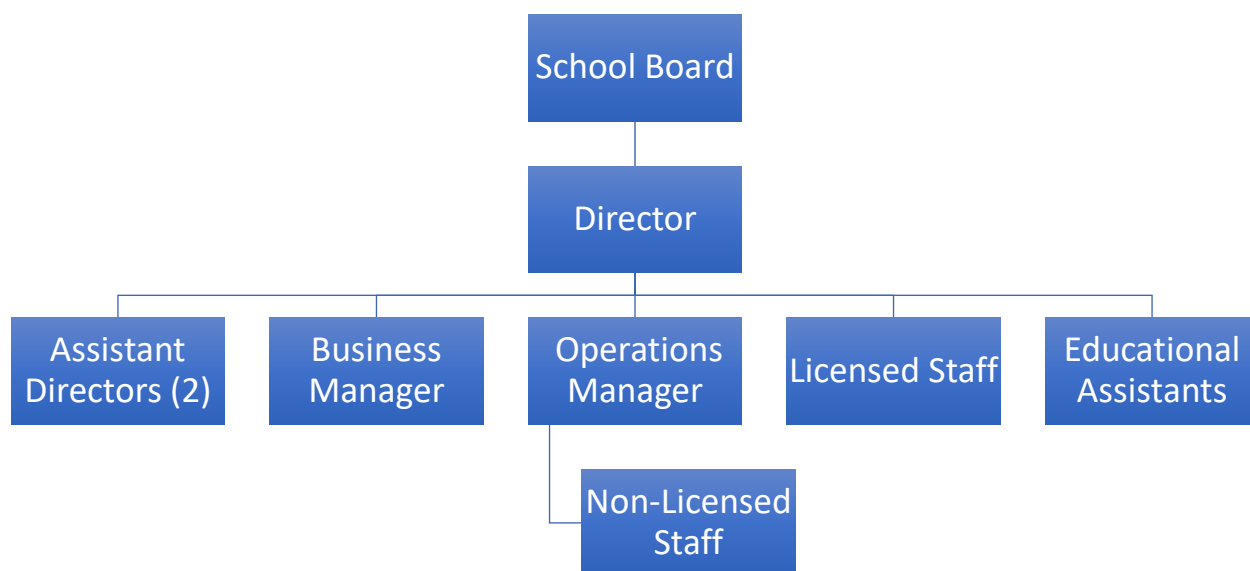 School Board
Director
Assistant
Directors (2)
Business
Manager
Operations
Manager
Licensed Staff
Educational
Assistants
Non-Licensed
Staff